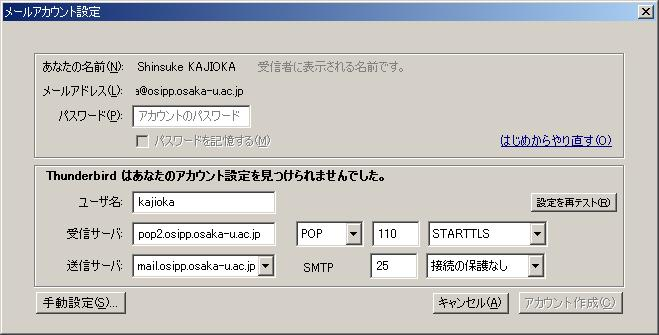 メールアカウント設定
あなたの名前(N): Shinsuke KAJIOKA 受信者に表示される名前です。
メールアドレス(L): a@osipp.osaka-u.ac.jp
パスワード(P): アカウントのパスワード
パスワードを記憶する(M) はじめからやり直す(O)
Thunderbird はあなたのアカウント設定を見つけられませんでした。
ユーザ名: kajioka 設定を再テスト(R)
受信サーバ: pop2.osipp.osaka-u.ac.jp POP 110 STARTTLS
送信サーバ: mail.osipp.osaka-u.ac.jp SMTP 25 接続の保護なし
手動設定(S)... キャンセル(A) アカウント作成(C)